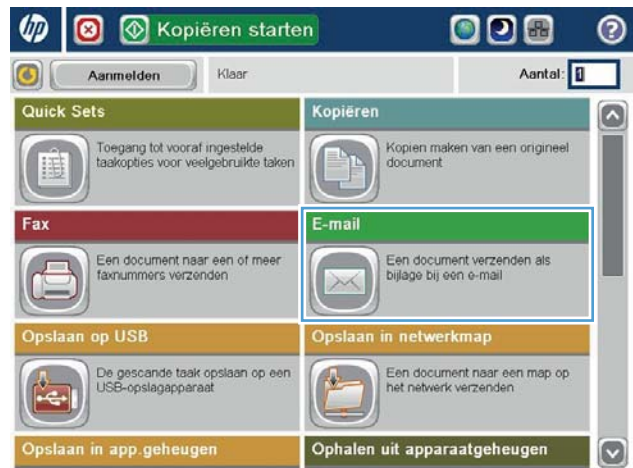 hp
Kopiëren starten
?
Aanmelden
Klaar
Aantal: 1
Quick Sets
Toegang tot vooraf ingestelde
taakopties voor veelgebruikte taken
Kopiëren
Kopien maken van een origineel
document
Fax
Een document naar een of meer
faxnummers verzenden
E-mail
Een document verzenden als
bijlage bij een e-mail
Opslaan op USB
De gescande taak opslaan op een
USB-opslagapparaat
Opslaan in netwerkmap
Een document naar een map op
het netwerk verzenden
Opslaan in app.geheugen
Ophalen uit apparaatgeheugen